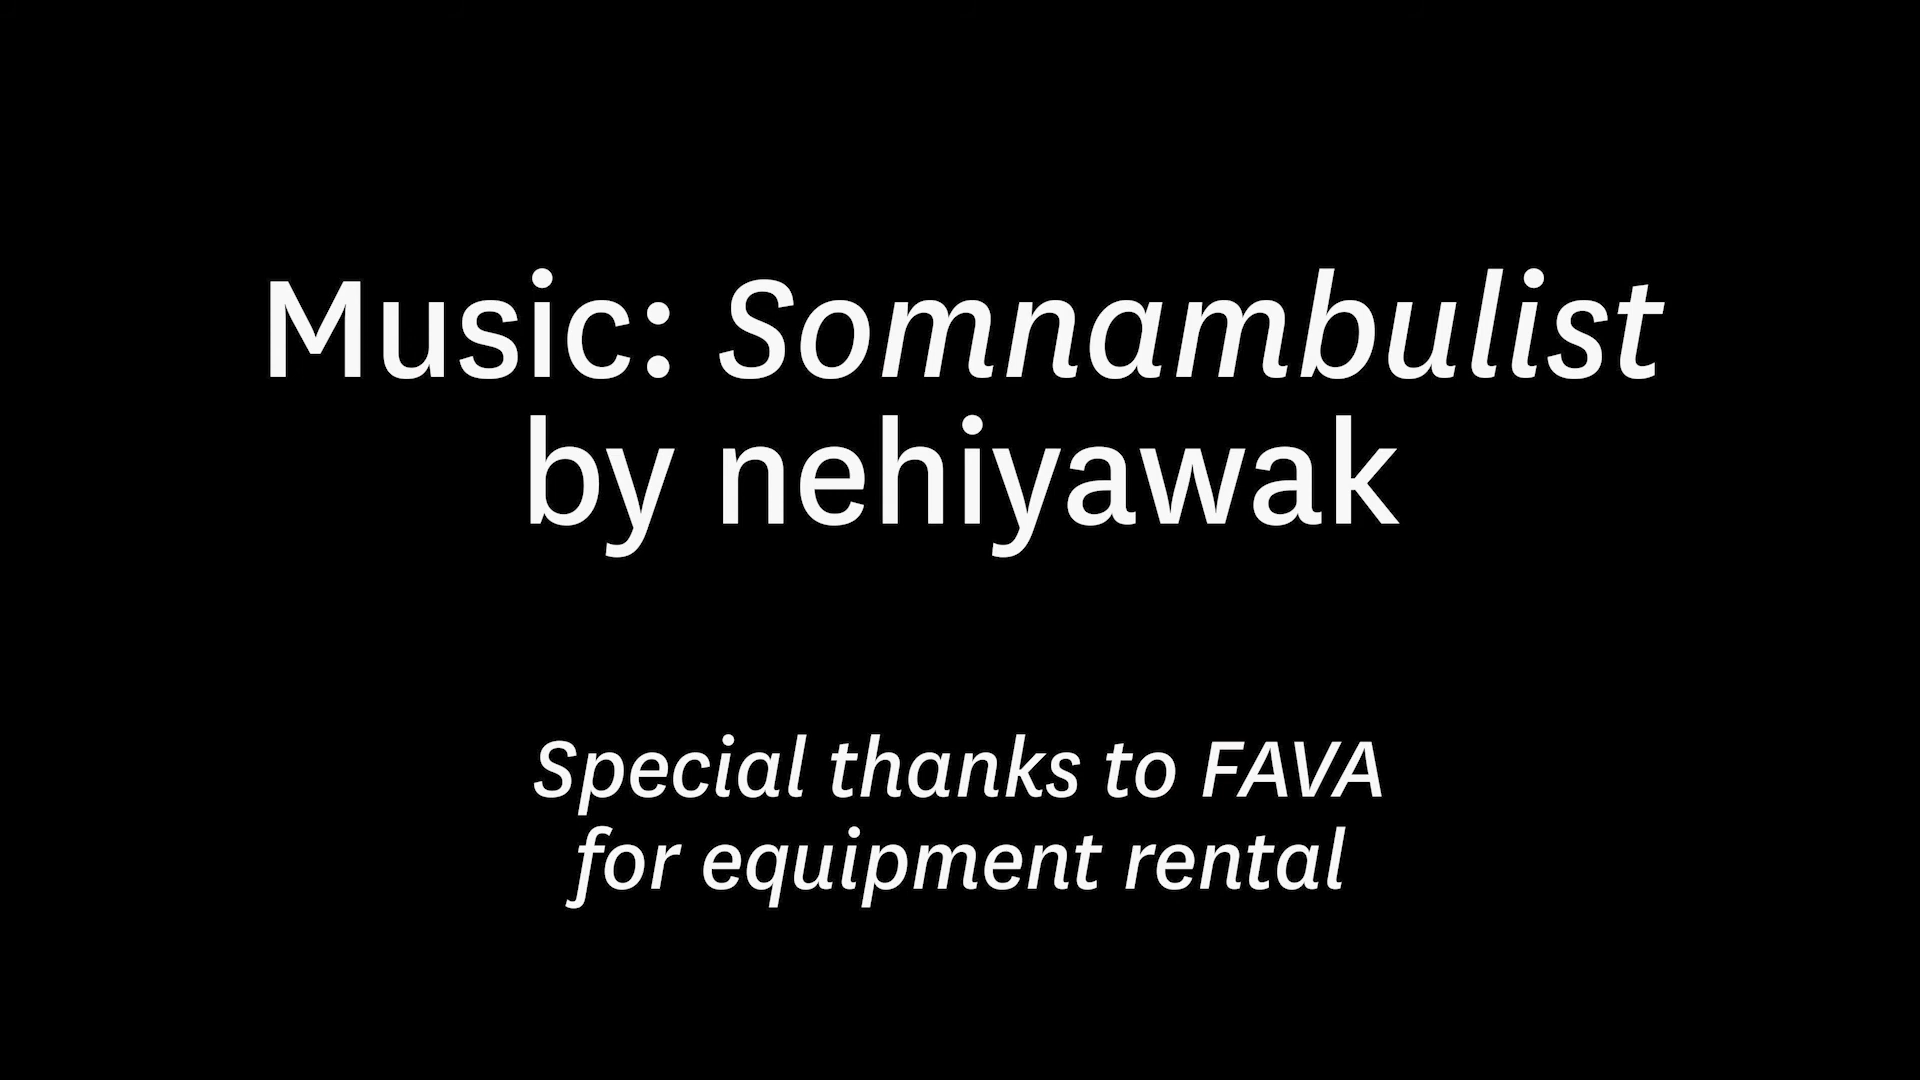 Music: Somnambulist
by nehiyawak
Special thanks to FAVA
for equipment rental